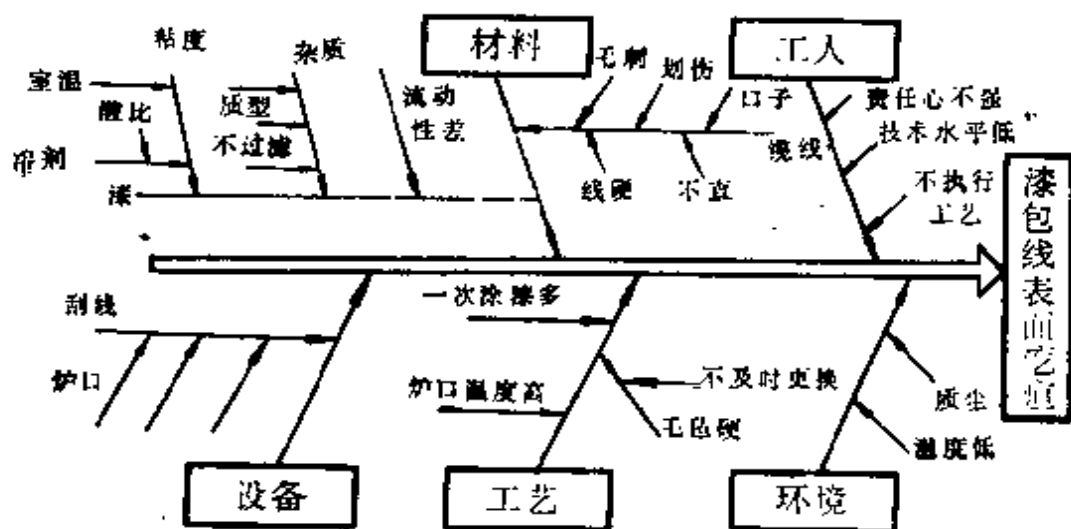 材料
工人
粘度
杂质
室温
酸比
溶剂
质型
不过滤
流动
性差
漆
毛刺
划伤
口子
线硬
不直
绕线
责任心不强
技术水平低
不执行
工艺
漆包线表面疙瘩
刮线
炉口
一次涂漆多
炉口温度高
不及时更换
毛毡硬
质尘
温度低
设备
工艺
环境